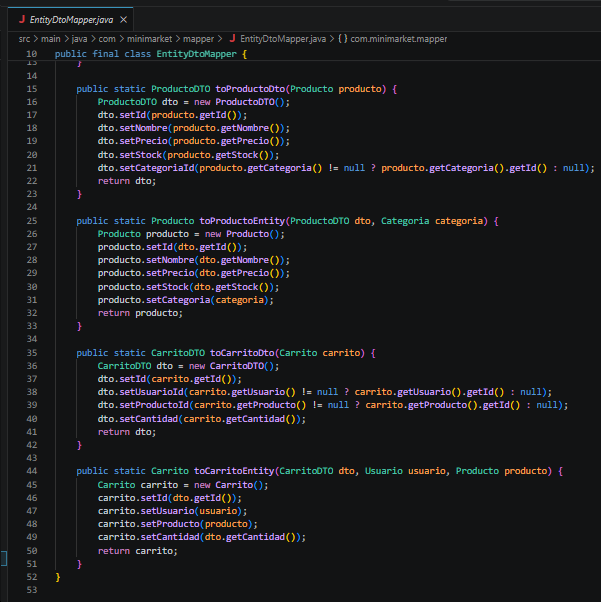 J EntityDtoMapper.java ×
src > main > java > com > minimarket > mapper > J EntityDtoMapper.java > {} com.minimarket.mapper
10 public final class EntityDtoMapper {
13 }
14
15 public static ProductoDTO toProductoDto(Producto producto) {
16 ProductoDTO dto = new ProductoDTO();
17 dto.setId(producto.getId());
18 dto.setNombre(producto.getNombre());
19 dto.setPrecio(producto.getPrecio());
20 dto.setStock(producto.getStock());
21 dto.setCategoriaId(producto.getCategoria() != null ? producto.getCategoria().getId() : null);
22 return dto;
23 }
24
25 public static Producto toProductoEntity(ProductoDTO dto, Categoria categoria) {
26 Producto producto = new Producto();
27 producto.setId(dto.getId());
28 producto.setNombre(dto.getNombre());
29 producto.setPrecio(dto.getPrecio());
30 producto.setStock(dto.getStock());
31 producto.setCategoria(categoria);
32 return producto;
33 }
34
35 public static CarritoDTO toCarritoDto(Carrito carrito) {
36 CarritoDTO dto = new CarritoDTO();
37 dto.setId(carrito.getId());
38 dto.setUsuarioId(carrito.getUsuario() != null ? carrito.getUsuario().getId() : null);
39 dto.setProductoId(carrito.getProducto() != null ? carrito.getProducto().getId() : null);
40 dto.setCantidad(carrito.getCantidad());
41 return dto;
42 }
43
44 public static Carrito toCarritoEntity(CarritoDTO dto, Usuario usuario, Producto producto) {
45 Carrito carrito = new Carrito();
46 carrito.setId(dto.getId());
47 carrito.setUsuario(usuario);
48 carrito.setProducto(producto);
49 carrito.setCantidad(dto.getCantidad());
50 return carrito;
51 }
52 }
53